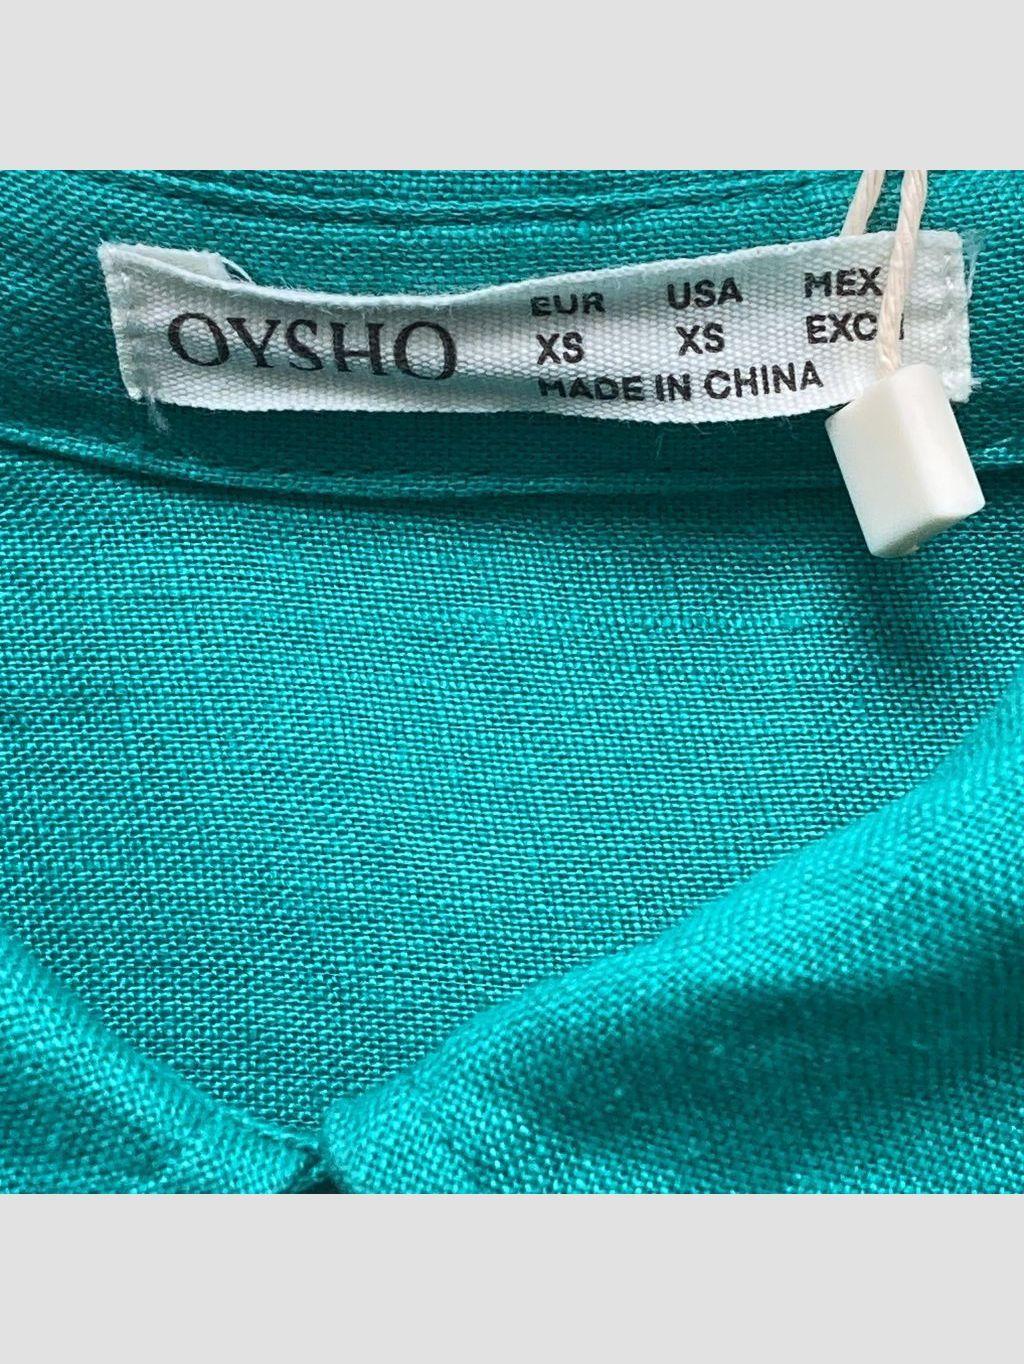 OYSHO
EUR USA MEX
XS XS
MADE IN CHINA